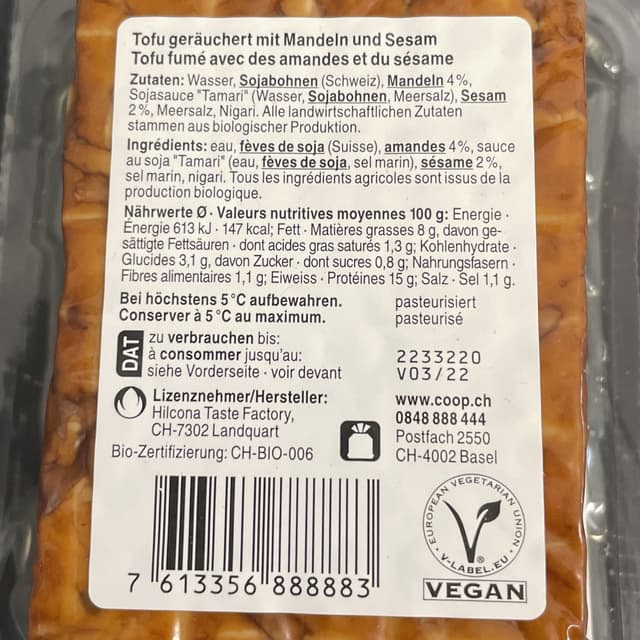 Tofu geräuchert mit Mandeln und Sesam
Tofu fumé avec des amandes et du sésame
Zutaten: Wasser, Sojabohnen (Schweiz), Mandeln 4%,
Sojasauce "Tamari" (Wasser, Sojabohnen, Meersalz), Sesam
2%, Meersalz, Nigari. Alle landwirtschaftlichen Zutaten
stammen aus biologischer Produktion.
Ingrédients: eau, fèves de soja (Suisse), amandes 4%, sauce
au soja "Tamari" (eau, fèves de soja, sel marin), sésame 2%,
sel marin, nigari. Tous les ingrédients agricoles sont issus de la
production biologique.
Nährwerte Ø · Valeurs nutritives moyennes 100 g: Energie ·
Énergie 613 kJ · 147 kcal; Fett · Matières grasses 8 g, davon ge-
sättigte Fettsäuren · dont acides gras saturés 1,3 g; Kohlenhydrate ·
Glucides 3,1 g, davon Zucker · dont sucres 0,8 g; Nahrungsfasern ·
Fibres alimentaires 1,1 g; Eiweiss · Protéines 15 g; Salz · Sel 1,1 g.
Bei höchstens 5°C aufbewahren. pasteurisiert
Conserver à 5°C au maximum. pasteurisé
DAT
zu verbrauchen bis:
à consommer jusqu'au: 2233220
siehe Vorderseite · voir devant V03/22
Lizenznehmer/Hersteller: www.coop.ch
Hilcona Taste Factory, 0848 888 444
CH-7302 Landquart Postfach 2550
Bio-Zertifizierung: CH-BIO-006 CH-4002 Basel
EUROPEAN VEGETARIAN UNION
V-LABEL.EU
®
VEGAN
7 613356 888883